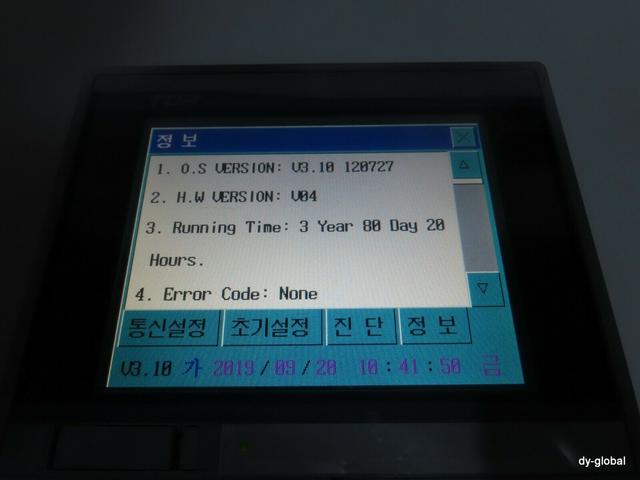 TOP
정 보
1. O.S VERSION: V3.10 120727
2. H.W VERSION: V04
3. Running Time: 3 Year 80 Day 20
Hours.
4. Error Code: None
통신설정 초기설정 진 단 정 보
V3.10 가 2019/09/20 10:41:50 금
dy-global